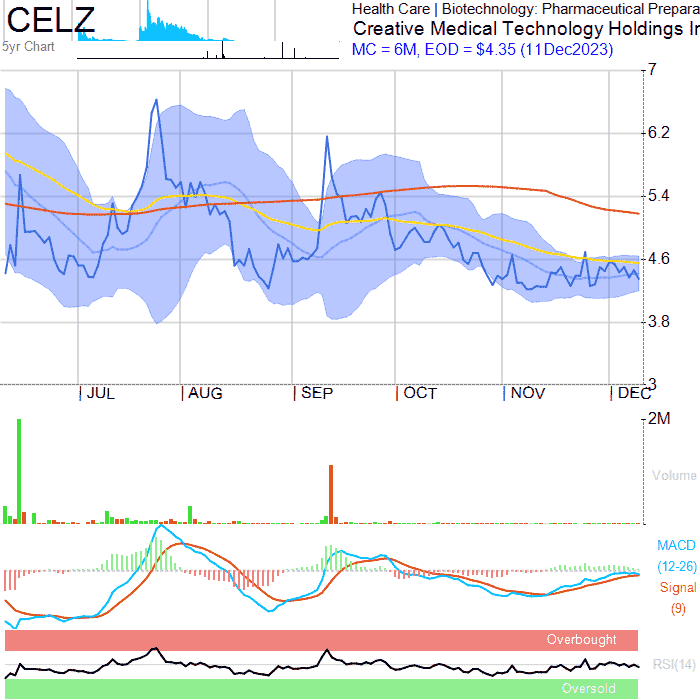 CELZ
5yr Chart
Health Care | Biotechnology: Pharmaceutical Prepara
Creative Medical Technology Holdings In
MC = 6M, EOD = $4.35 (11Dec2023)
7
6.2
5.4
4.6
3.8
3
JUL AUG SEP OCT NOV DEC
2M
Volume
MACD
(12-26)
Signal
(9)
Overbought
RSI(14)
Oversold